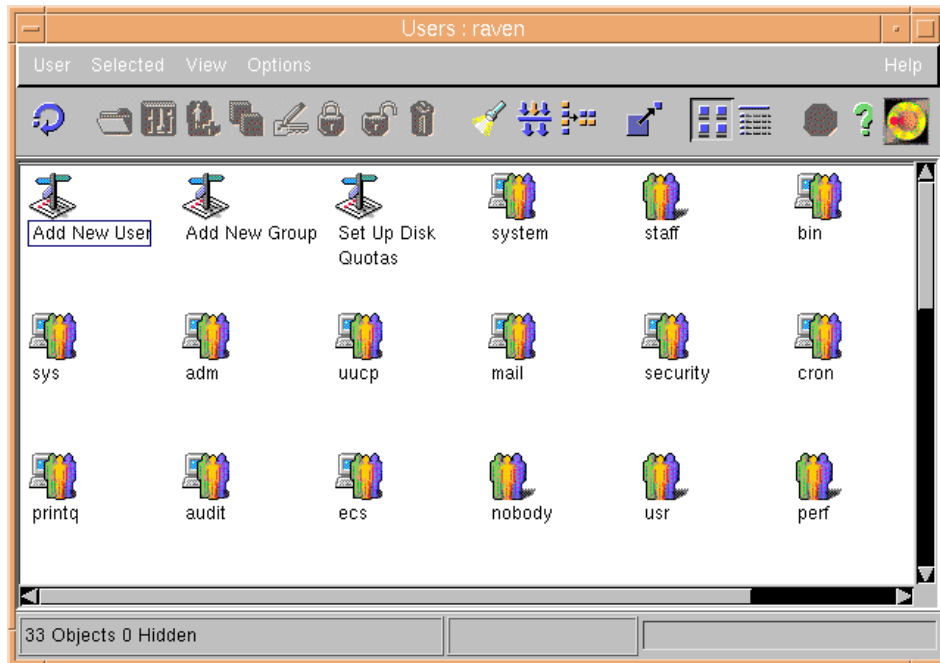 Users : raven
User Selected View Options Help
?
Add New User Add New Group Set Up Disk system staff bin
Quotas
sys adm uucp mail security cron
printq audit ecs nobody usr perf
33 Objects 0 Hidden